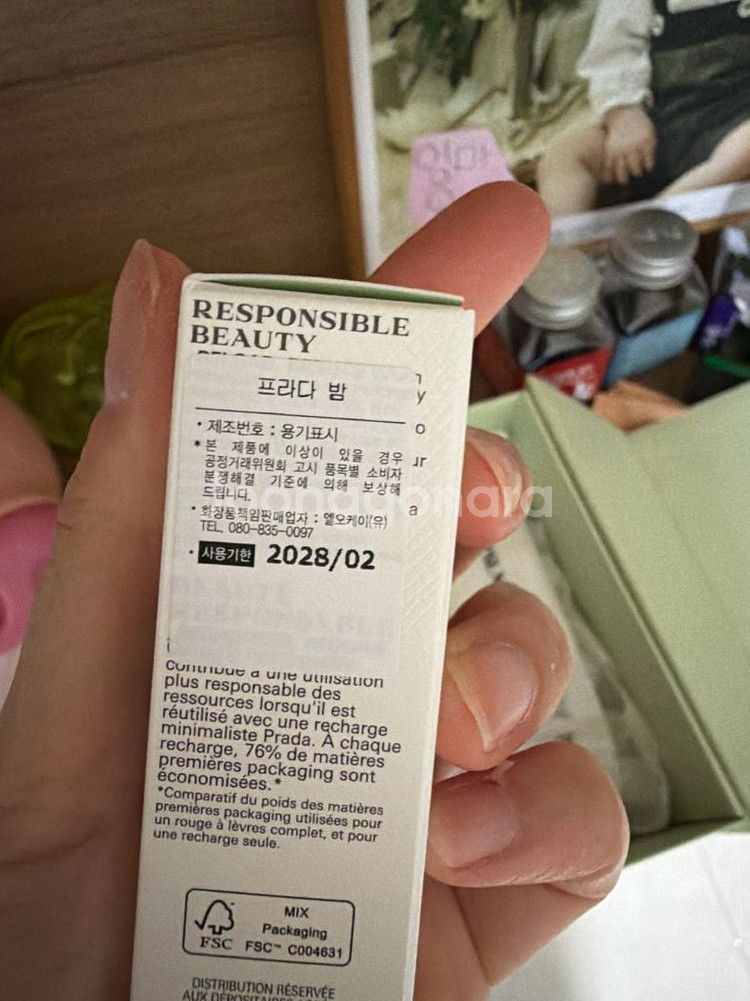 RESPONSIBLE
BEAUTY
프라다 밤
· 제조번호 : 용기표시
* 본 제품에 이상이 있을 경우
공정거래위원회 고시 품목별 소비자
분쟁해결 기준에 의해 보상해
드립니다.
· 화장품책임판매업자 : 엘오케이(유)
TEL. 080-835-0097
· 사용기한 2028/02
contribue à une utilisation
plus responsable des
ressources lorsqu'il est
réutilisé avec une recharge
minimaliste Prada. À chaque
recharge, 76% de matières
premières packaging sont
économisées.*
*Comparatif du poids des matières
premières packaging utilisées pour
un rouge à lèvres complet, et pour
une recharge seule.
MIX
Packaging
FSC FSC™ C004631
DISTRIBUTION RÉSERVÉE